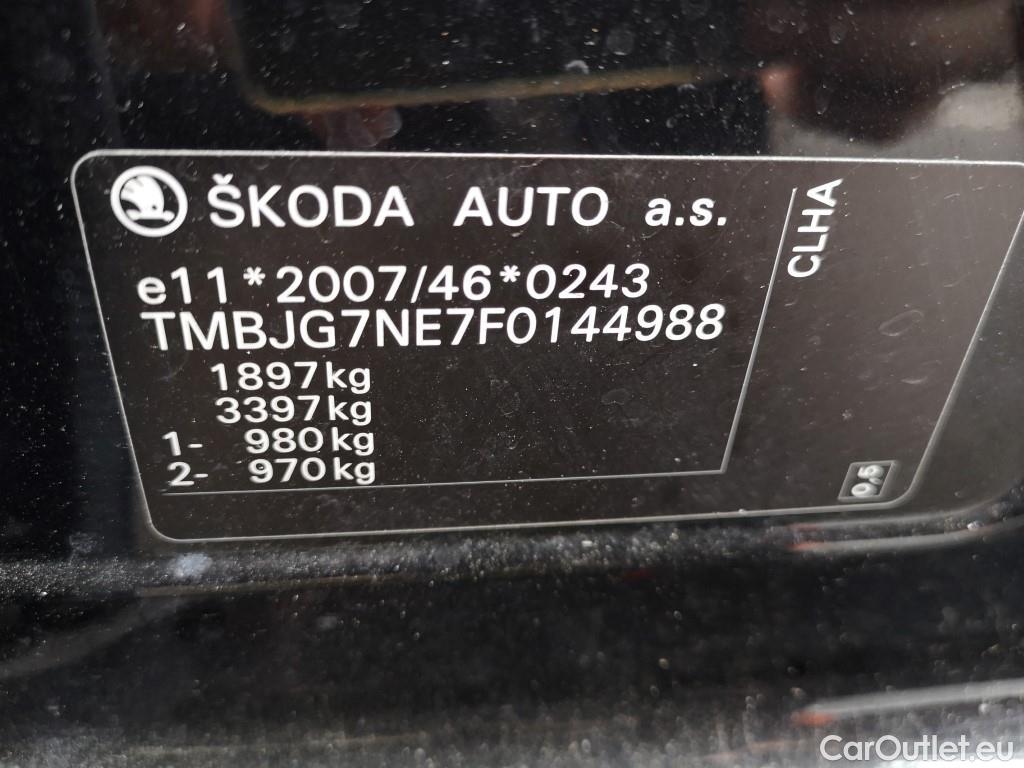 ŠKODA AUTO a.s.
e11*2007/46*0243
TMBJG7NE7F0144988
1897kg
3397kg
1- 980kg
2- 970kg
CLHA
0,5
CarOutlet.eu